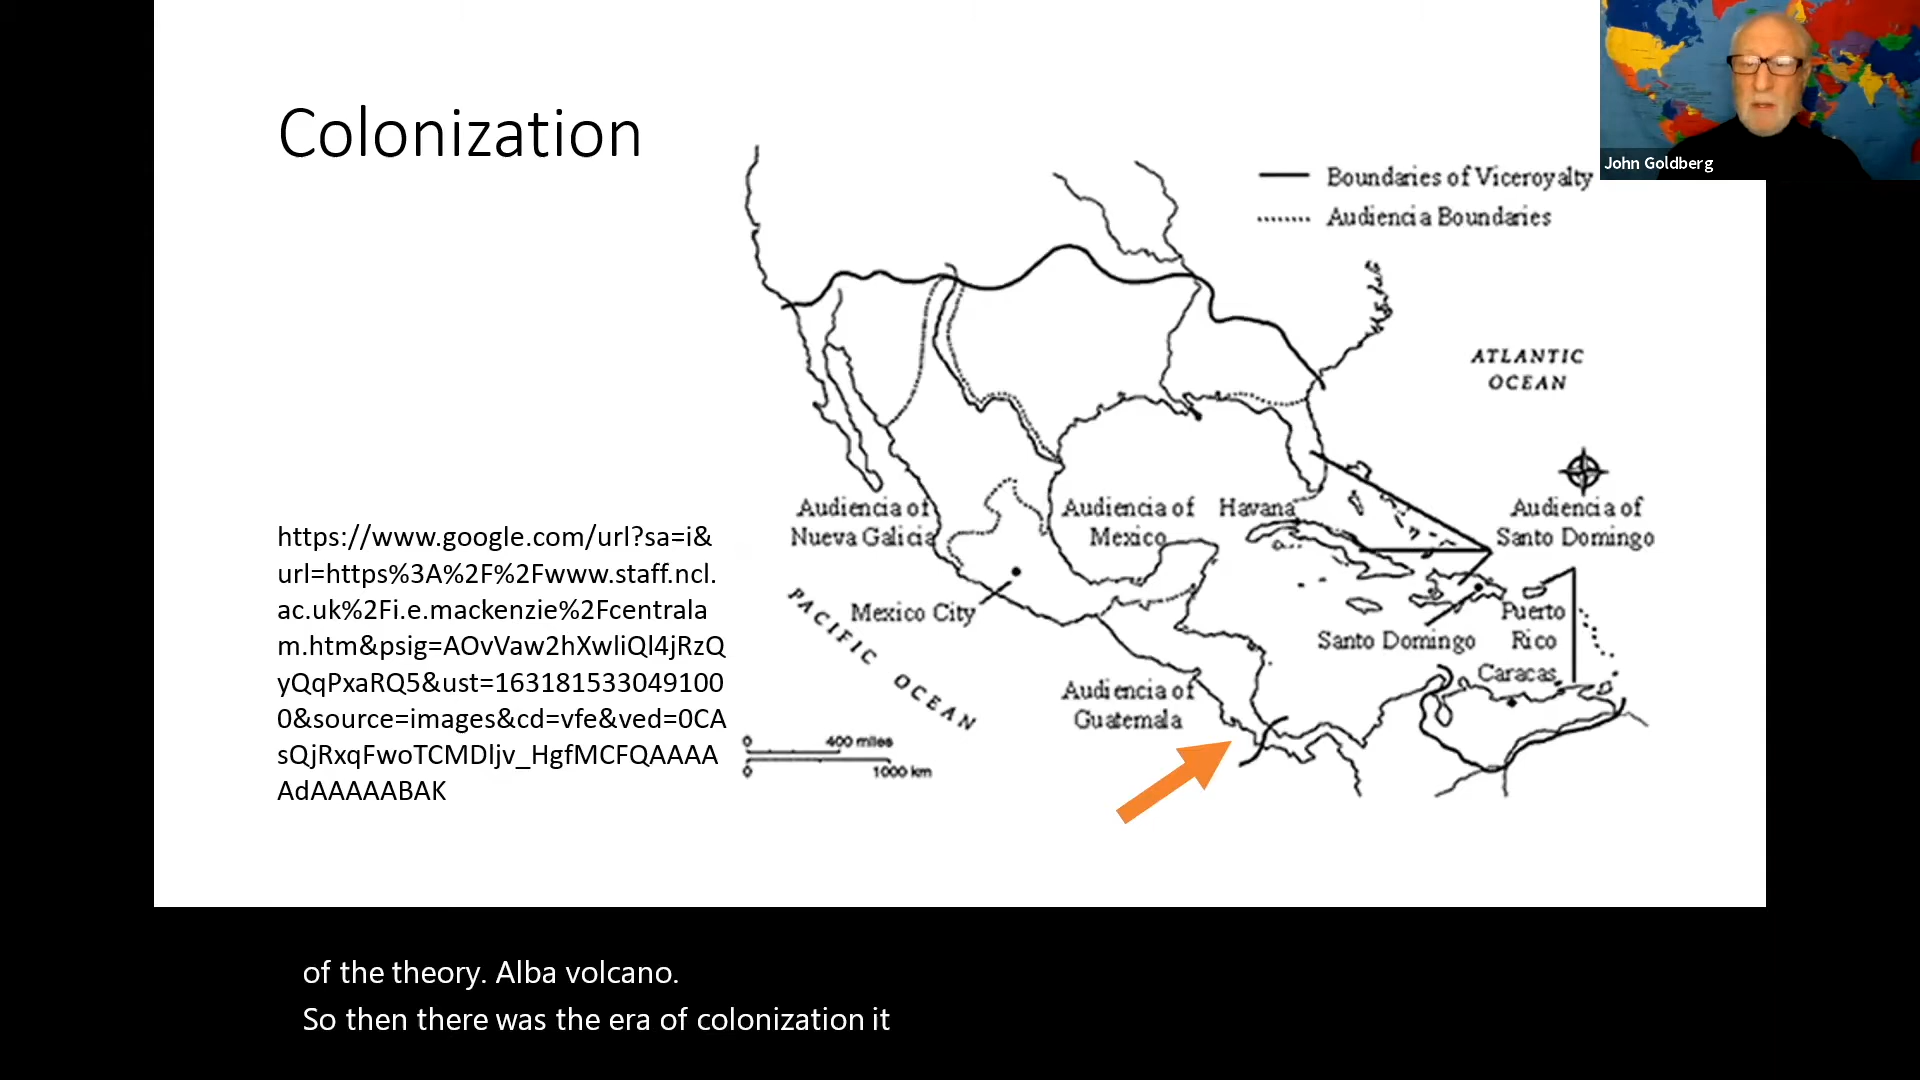 Colonization
John Goldberg
Boundaries of Viceroyalty
Audiencia Boundaries
ATLANTIC
OCEAN
Audiencia of
Nueva Galicia
Audiencia of
Mexico
Havana
Audiencia of
Santo Domingo
Mexico City
PACIFIC OCEAN
Santo Domingo
Puerto
Rico
Caracas
Audiencia of
Guatemala
0 400 miles
0 1000 km
https://www.google.com/url?sa=i&
url=https%3A%2F%2Fwww.staff.ncl.
ac.uk%2Fi.e.mackenzie%2Fcentrala
m.htm&psig=AOvVaw2hXwliQl4jRzQ
yQqPxaRQ5&ust=163181533049100
0&source=images&cd=vfe&ved=0CA
sQjRxqFwoTCMDljv_HgfMCFQAAAA
AdAAAAABAK
of the theory. Alba volcano.
So then there was the era of colonization it